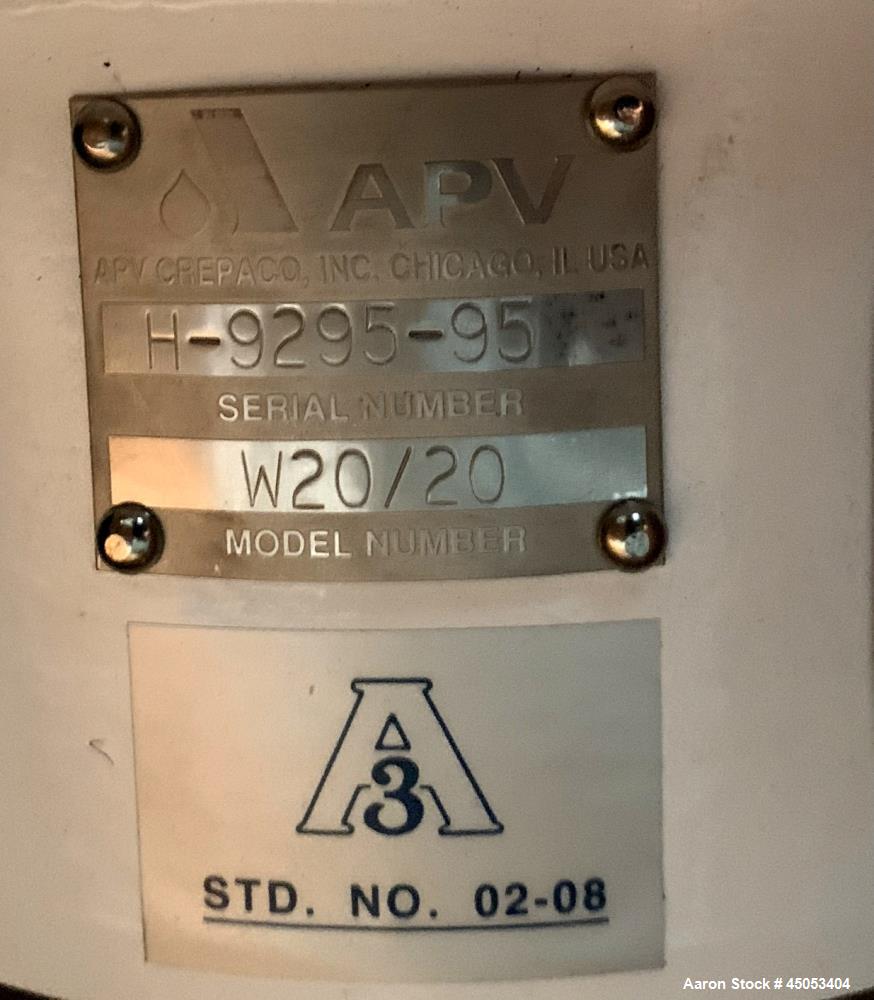 APV
APV CREPACO, INC. CHICAGO, IL USA
H-9295-95
SERIAL NUMBER
W20/20
MODEL NUMBER
A
3
STD. NO. 02-08
Aaron Stock # 45053404